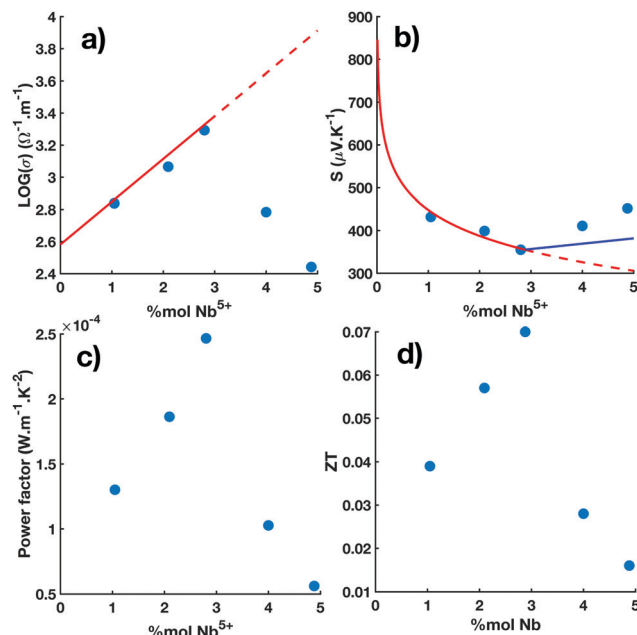 a)
LOG(σ) (Ω⁻¹.m⁻¹)
4
3.8
3.6
3.4
3.2
3
2.8
2.6
2.4
0 1 2 3 4 5
%mol Nb⁵⁺
b)
S (μV.K⁻¹)
900
800
700
600
500
400
300
0 1 2 3 4 5
%mol Nb⁵⁺
c)
×10⁻⁴
Power factor (W.m⁻¹.K⁻²)
2.5
2
1.5
1
0.5
0 1 2 3 4 5
%mol Nb⁵⁺
d)
ZT
0.07
0.06
0.05
0.04
0.03
0.02
0.01
0 1 2 3 4 5
%mol Nb